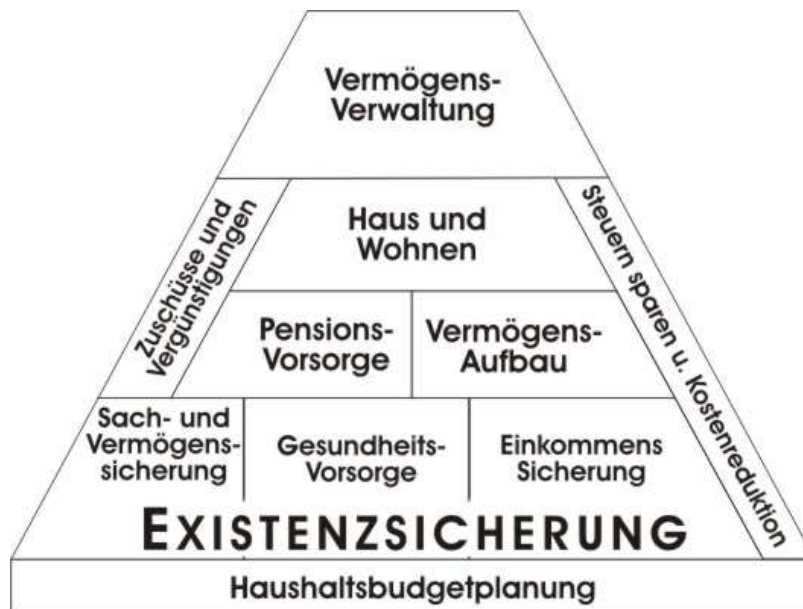 Vermögens-
Verwaltung
Zuschüsse und
Vergünstigungen
Haus und
Wohnen
Steuern sparen u. Kostenreduktion
Pensions-
Vorsorge
Vermögens-
Aufbau
Sach- und
Vermögens-
sicherung
Gesundheits-
Vorsorge
Einkommens
Sicherung
EXISTENZSICHERUNG
Haushaltsbudgetplanung